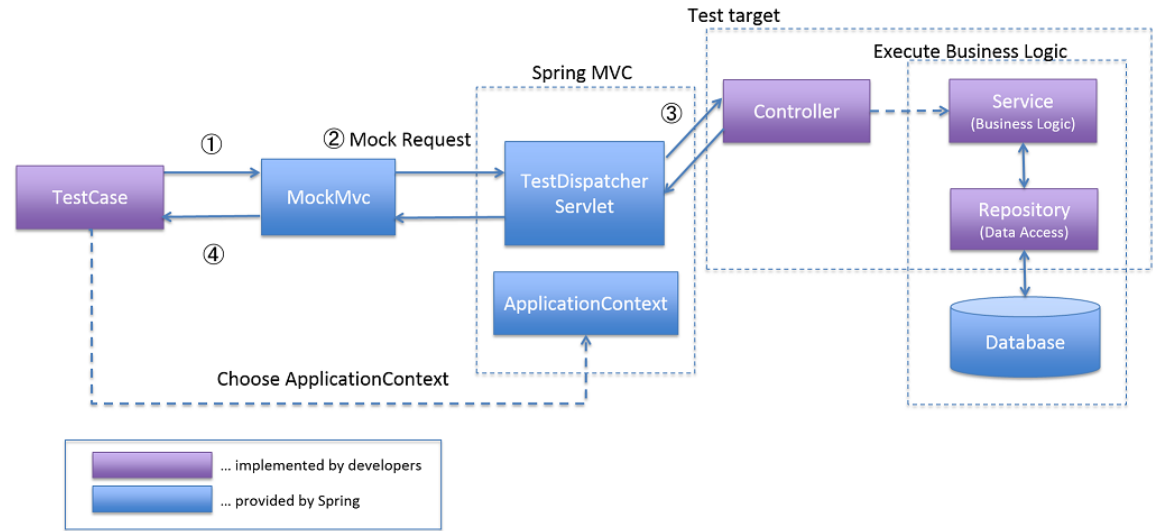 Test target
Execute Business Logic
Spring MVC
Controller
Service
(Business Logic)
③
①
② Mock Request
TestCase
MockMvc
TestDispatcher
Servlet
Repository
(Data Access)
④
ApplicationContext
Database
Choose ApplicationContext
... implemented by developers
... provided by Spring